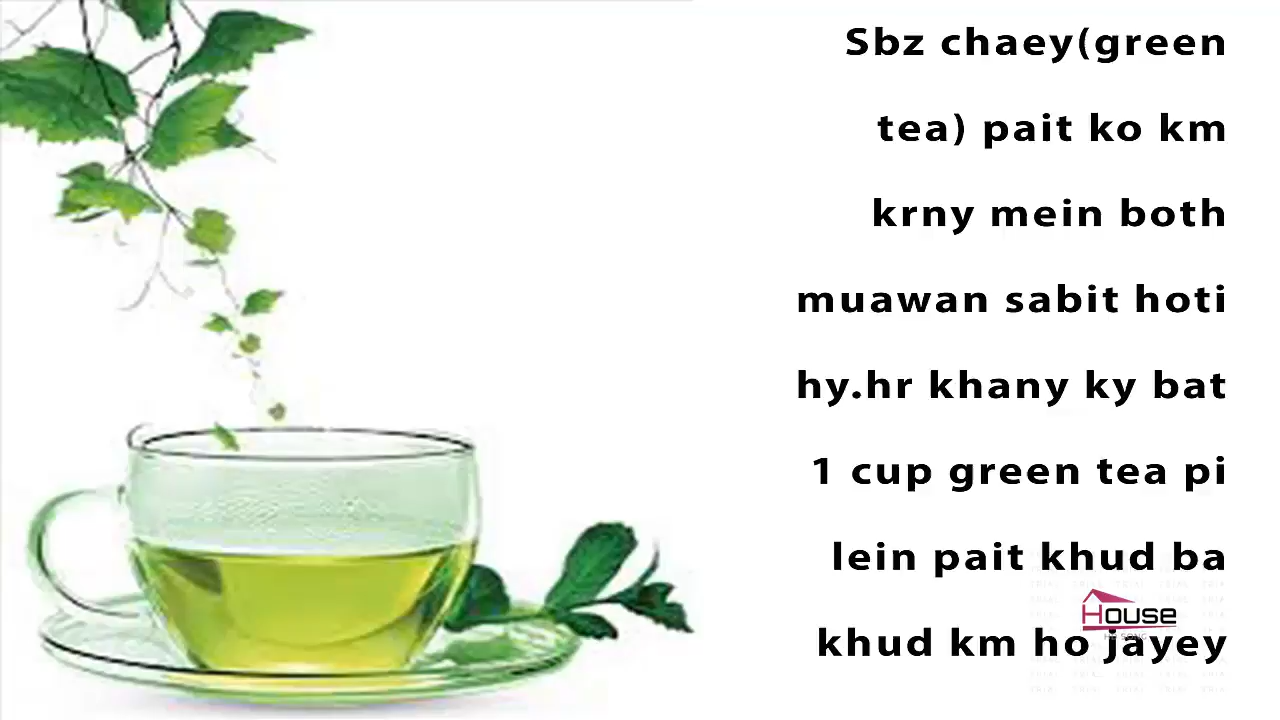 Sbz chaey(green
tea) pait ko km
krny mein both
muawan sabit hoti
hy.hr khany ky bat
1 cup green tea pi
lein pait khud ba
khud km ho jayey
House